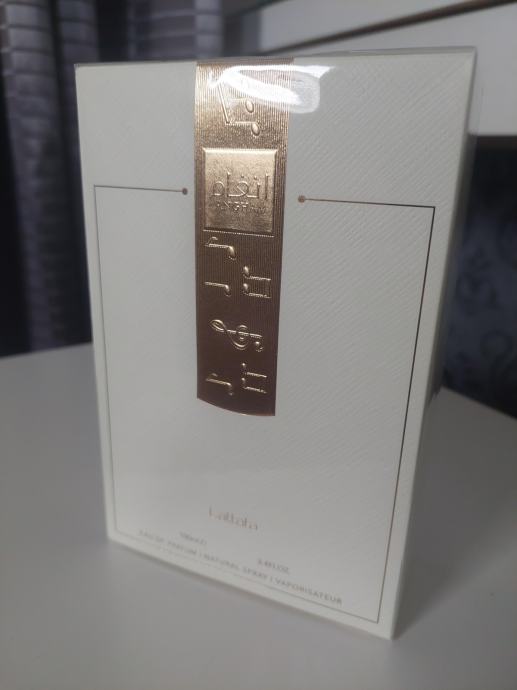 انغام
Lattafa
100ml℮ 3.4FL.OZ.
EAU DE PARFUM | NATURAL SPRAY | VAPORISATEUR